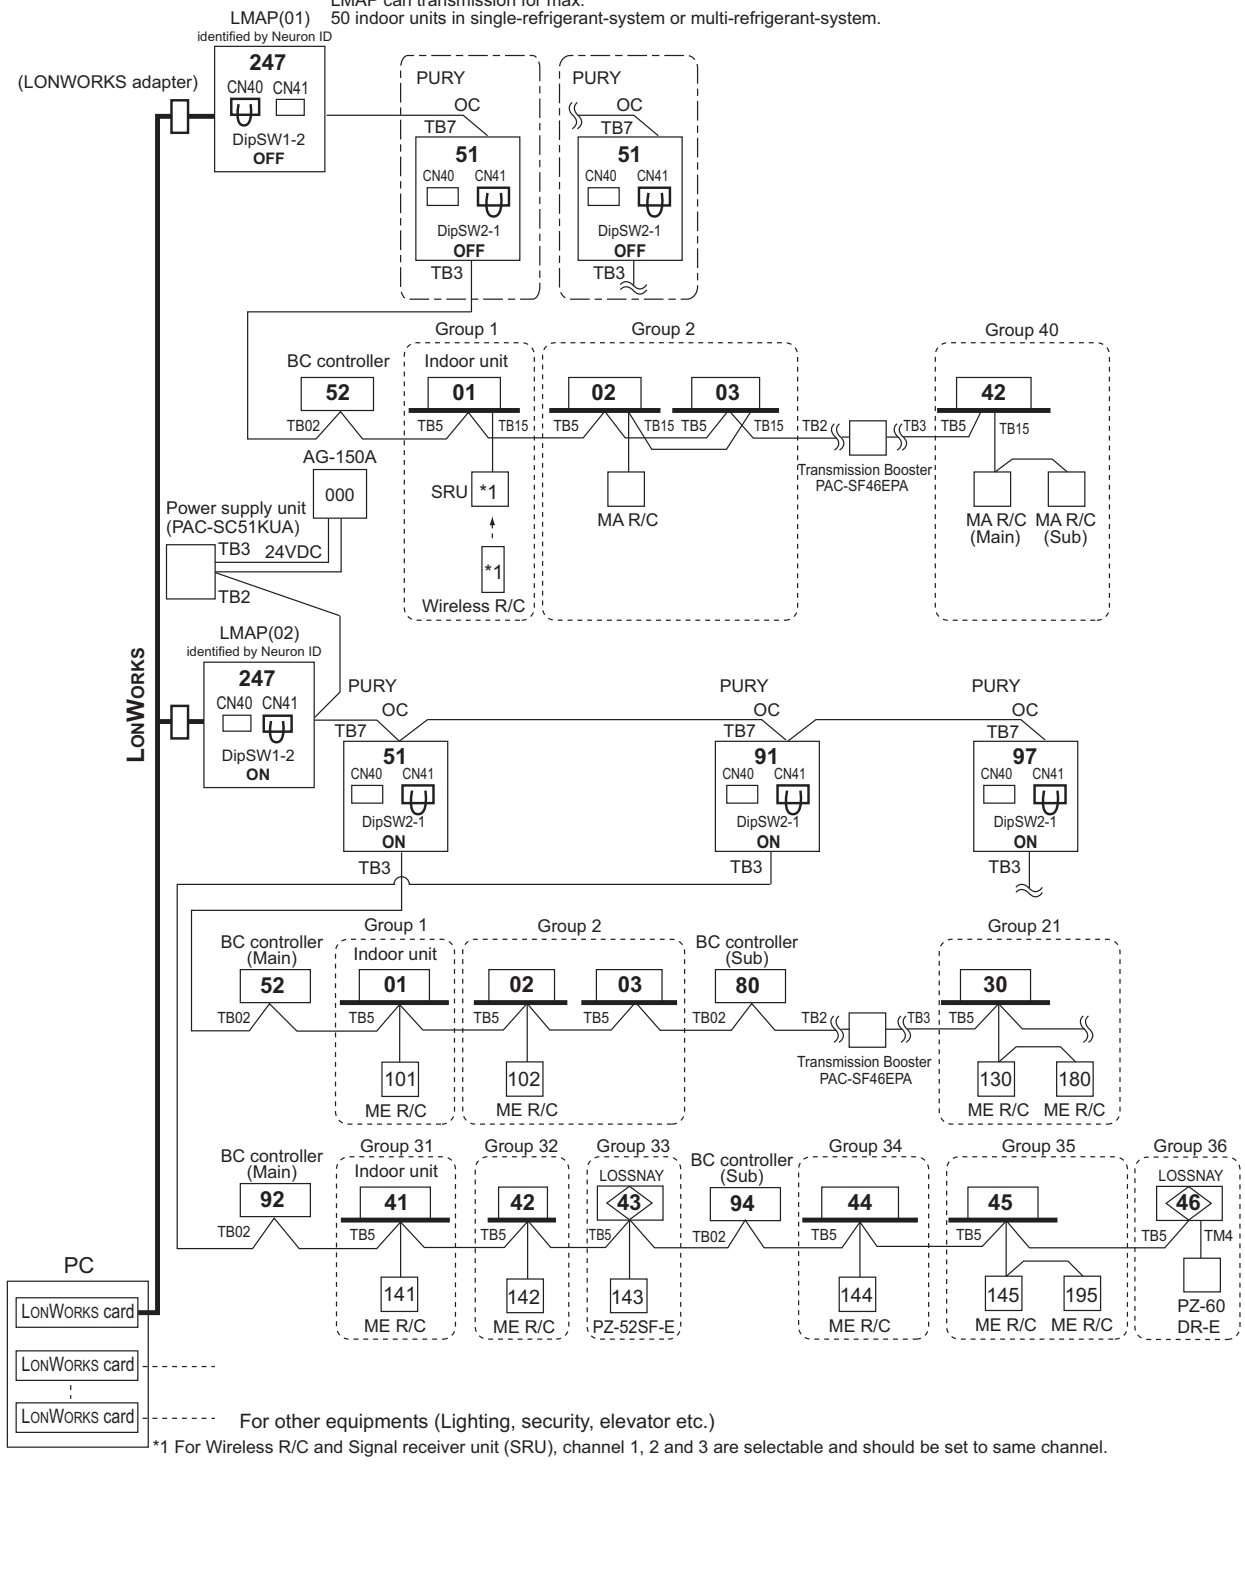 LMAP can transmission for max.
LMAP(01) 50 indoor units in single-refrigerant-system or multi-refrigerant-system.
identified by Neuron ID
247
CN40 CN41
DipSW1-2
OFF
(LONWORKS adapter)
PURY
OC
TB7
51
CN40 CN41
DipSW2-1
OFF
TB3
PURY
OC
TB7
51
CN40 CN41
DipSW2-1
OFF
TB3
Group 1
Group 2
Group 40
BC controller
52
TB02
Indoor unit
01
TB5
TB15
SRU
*1
*1
Wireless R/C
02
TB5
TB15
03
TB5
TB15
MA R/C
TB2
TB3
Transmission Booster
PAC-SF46EPA
42
TB5
TB15
MA R/C
(Main)
MA R/C
(Sub)
AG-150A
000
Power supply unit
(PAC-SC51KUA)
TB3 24VDC
TB2
LONWORKS
LMAP(02)
identified by Neuron ID
247
CN40 CN41
DipSW1-2
ON
PURY
OC
TB7
51
CN40 CN41
DipSW2-1
ON
TB3
PURY
OC
TB7
91
CN40 CN41
DipSW2-1
ON
TB3
PURY
OC
TB7
97
CN40 CN41
DipSW2-1
ON
TB3
Group 1
Group 2
Group 21
BC controller
(Main)
52
TB02
Indoor unit
01
TB5
101
ME R/C
02
TB5
102
ME R/C
03
TB5
BC controller
(Sub)
80
TB02
TB2
TB3
Transmission Booster
PAC-SF46EPA
30
TB5
130
ME R/C
180
ME R/C
Group 31
Group 32
Group 33
Group 34
Group 35
Group 36
BC controller
(Main)
92
TB02
Indoor unit
41
TB5
141
ME R/C
42
TB5
142
ME R/C
LOSSNAY
43
TB5
143
PZ-52SF-E
BC controller
(Sub)
94
TB02
44
TB5
144
ME R/C
45
TB5
145
ME R/C
195
ME R/C
LOSSNAY
46
TB5
TM4
PZ-60
DR-E
PC
LONWORKS card
LONWORKS card
LONWORKS card
For other equipments (Lighting, security, elevator etc.)
*1 For Wireless R/C and Signal receiver unit (SRU), channel 1, 2 and 3 are selectable and should be set to same channel.